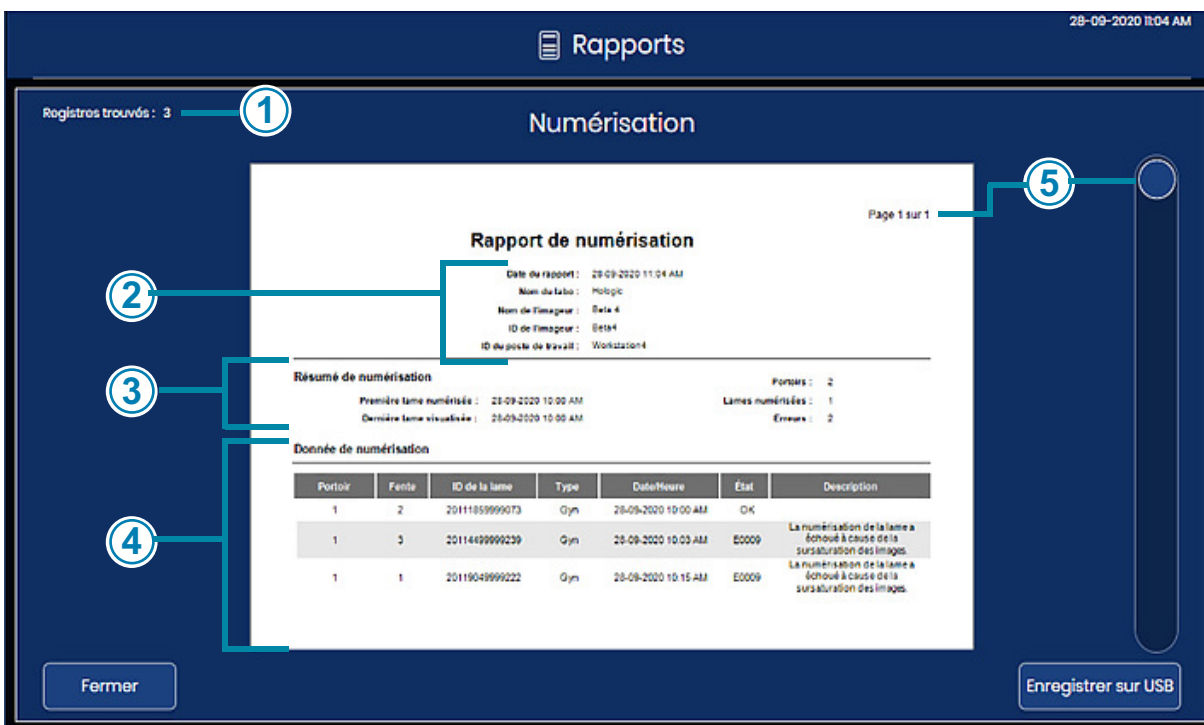 28-09-2020 11:04 AM
Rapports
Rogistros trouvós : 3
1
Numérisation
5
Page 1 sur 1
Rapport de numérisation
2
Date du rapport : 28-09-2020 11:04 AM
Nom du labo : Hologic
Nom de l'imageur : Beta 4
ID de l'imageur : Beta4
ID du poste de travail : Workstation4
3
Résumé de numérisation
Portoirs : 2
Première lame numérisée : 28-09-2020 10:00 AM
Lames numérisées : 1
Dernière lame visualisée : 28-09-2020 10:00 AM
Erreurs : 2
4
Donnée de numérisation
Portoir Fente ID de la lame Type Date/Heure État Description
1 2 20111859999073 Gyn 28-09-2020 10:00 AM OK
1 3 20114499999239 Gyn 28-09-2020 10:03 AM E0009 La numérisation de la lame a
échoué à cause de la
sursaturation des images.
1 1 20119049999222 Gyn 28-09-2020 10:15 AM E0009 La numérisation de la lame a
échoué à cause de la
sursaturation des images.
Fermer
Enregistrer sur USB